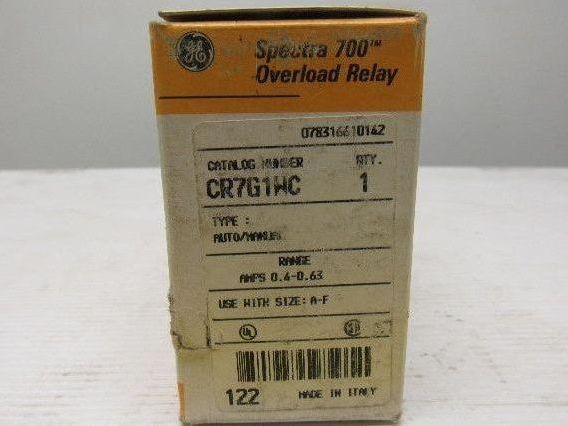 GE
Spectra 700™
Overload Relay
078316610142
CATALOG NUMBER QTY.
CR7G1WC 1
TYPE :
AUTO/MANUAL
RANGE
AMPS 0.4-0.63
USE WITH SIZE: A-F
UL
122 MADE IN ITALY